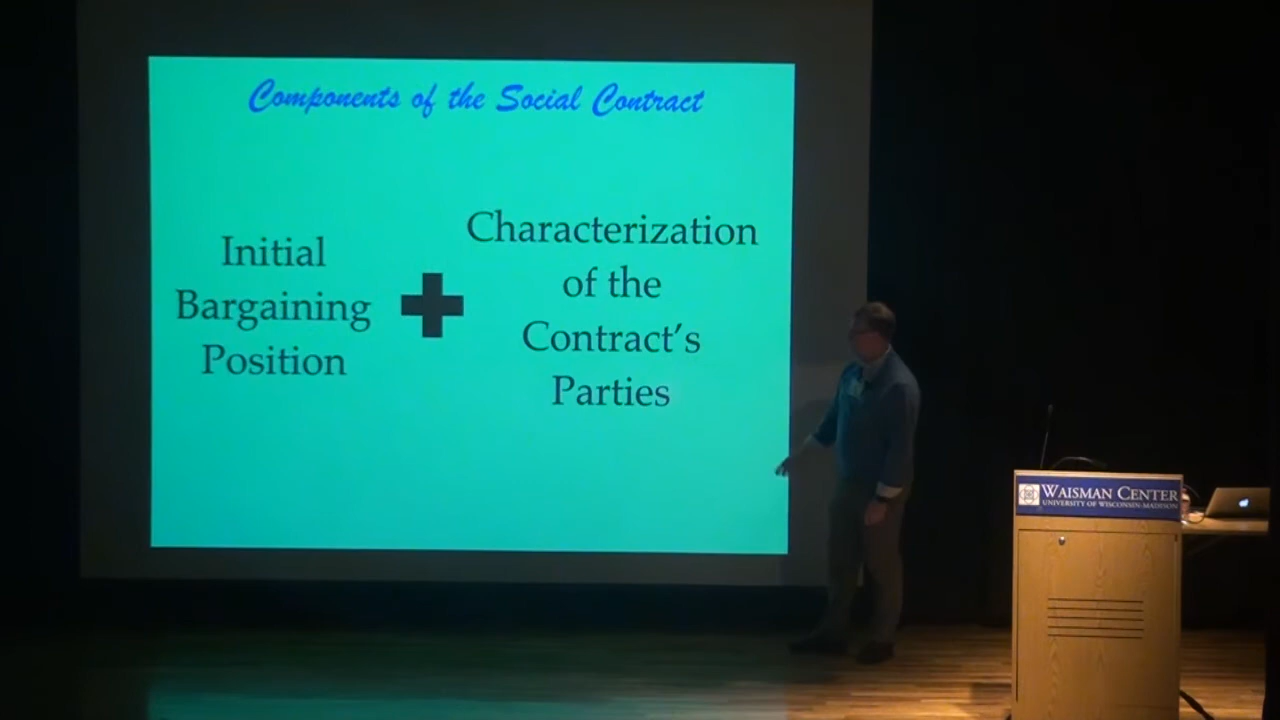 Components of the Social Contract
Initial
Bargaining
Position
Characterization
of the
Contract's
Parties
WAISMAN CENTER
UNIVERSITY OF WISCONSIN-MADISON